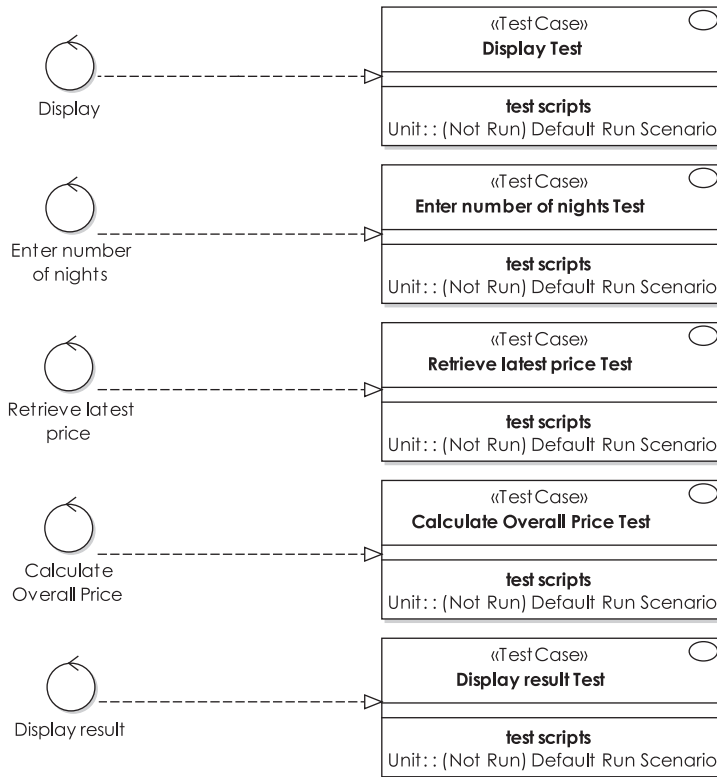 «TestCase»
Display Test
Display
test scripts
Unit: : (Not Run) Default Run Scenario
«TestCase»
Enter number of nights Test
Enter number
of nights
test scripts
Unit: : (Not Run) Default Run Scenario
«TestCase»
Retrieve latest price Test
Retrieve latest
price
test scripts
Unit: : (Not Run) Default Run Scenario
«TestCase»
Calculate Overall Price Test
Calculate
Overall Price
test scripts
Unit: : (Not Run) Default Run Scenario
«TestCase»
Display result Test
Display result
test scripts
Unit: : (Not Run) Default Run Scenario